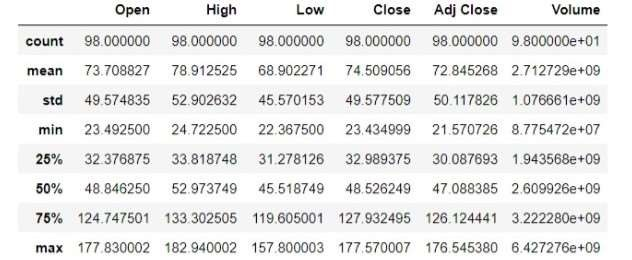 Open High Low Close Adj Close Volume
count 98.000000 98.000000 98.000000 98.000000 98.000000 9.800000e+01
mean 73.708827 78.912525 68.902271 74.509056 72.845268 2.712729e+09
std 49.574835 52.902632 45.570153 49.577509 50.117826 1.076661e+09
min 23.492500 24.722500 22.367500 23.434999 21.570726 8.775472e+07
25% 32.376875 33.818748 31.278126 32.989375 30.087693 1.943568e+09
50% 48.846250 52.973749 45.518749 48.526249 47.088385 2.609926e+09
75% 124.747501 133.302505 119.605001 127.932495 126.124441 3.222280e+09
max 177.830002 182.940002 157.800003 177.570007 176.545380 6.427276e+09